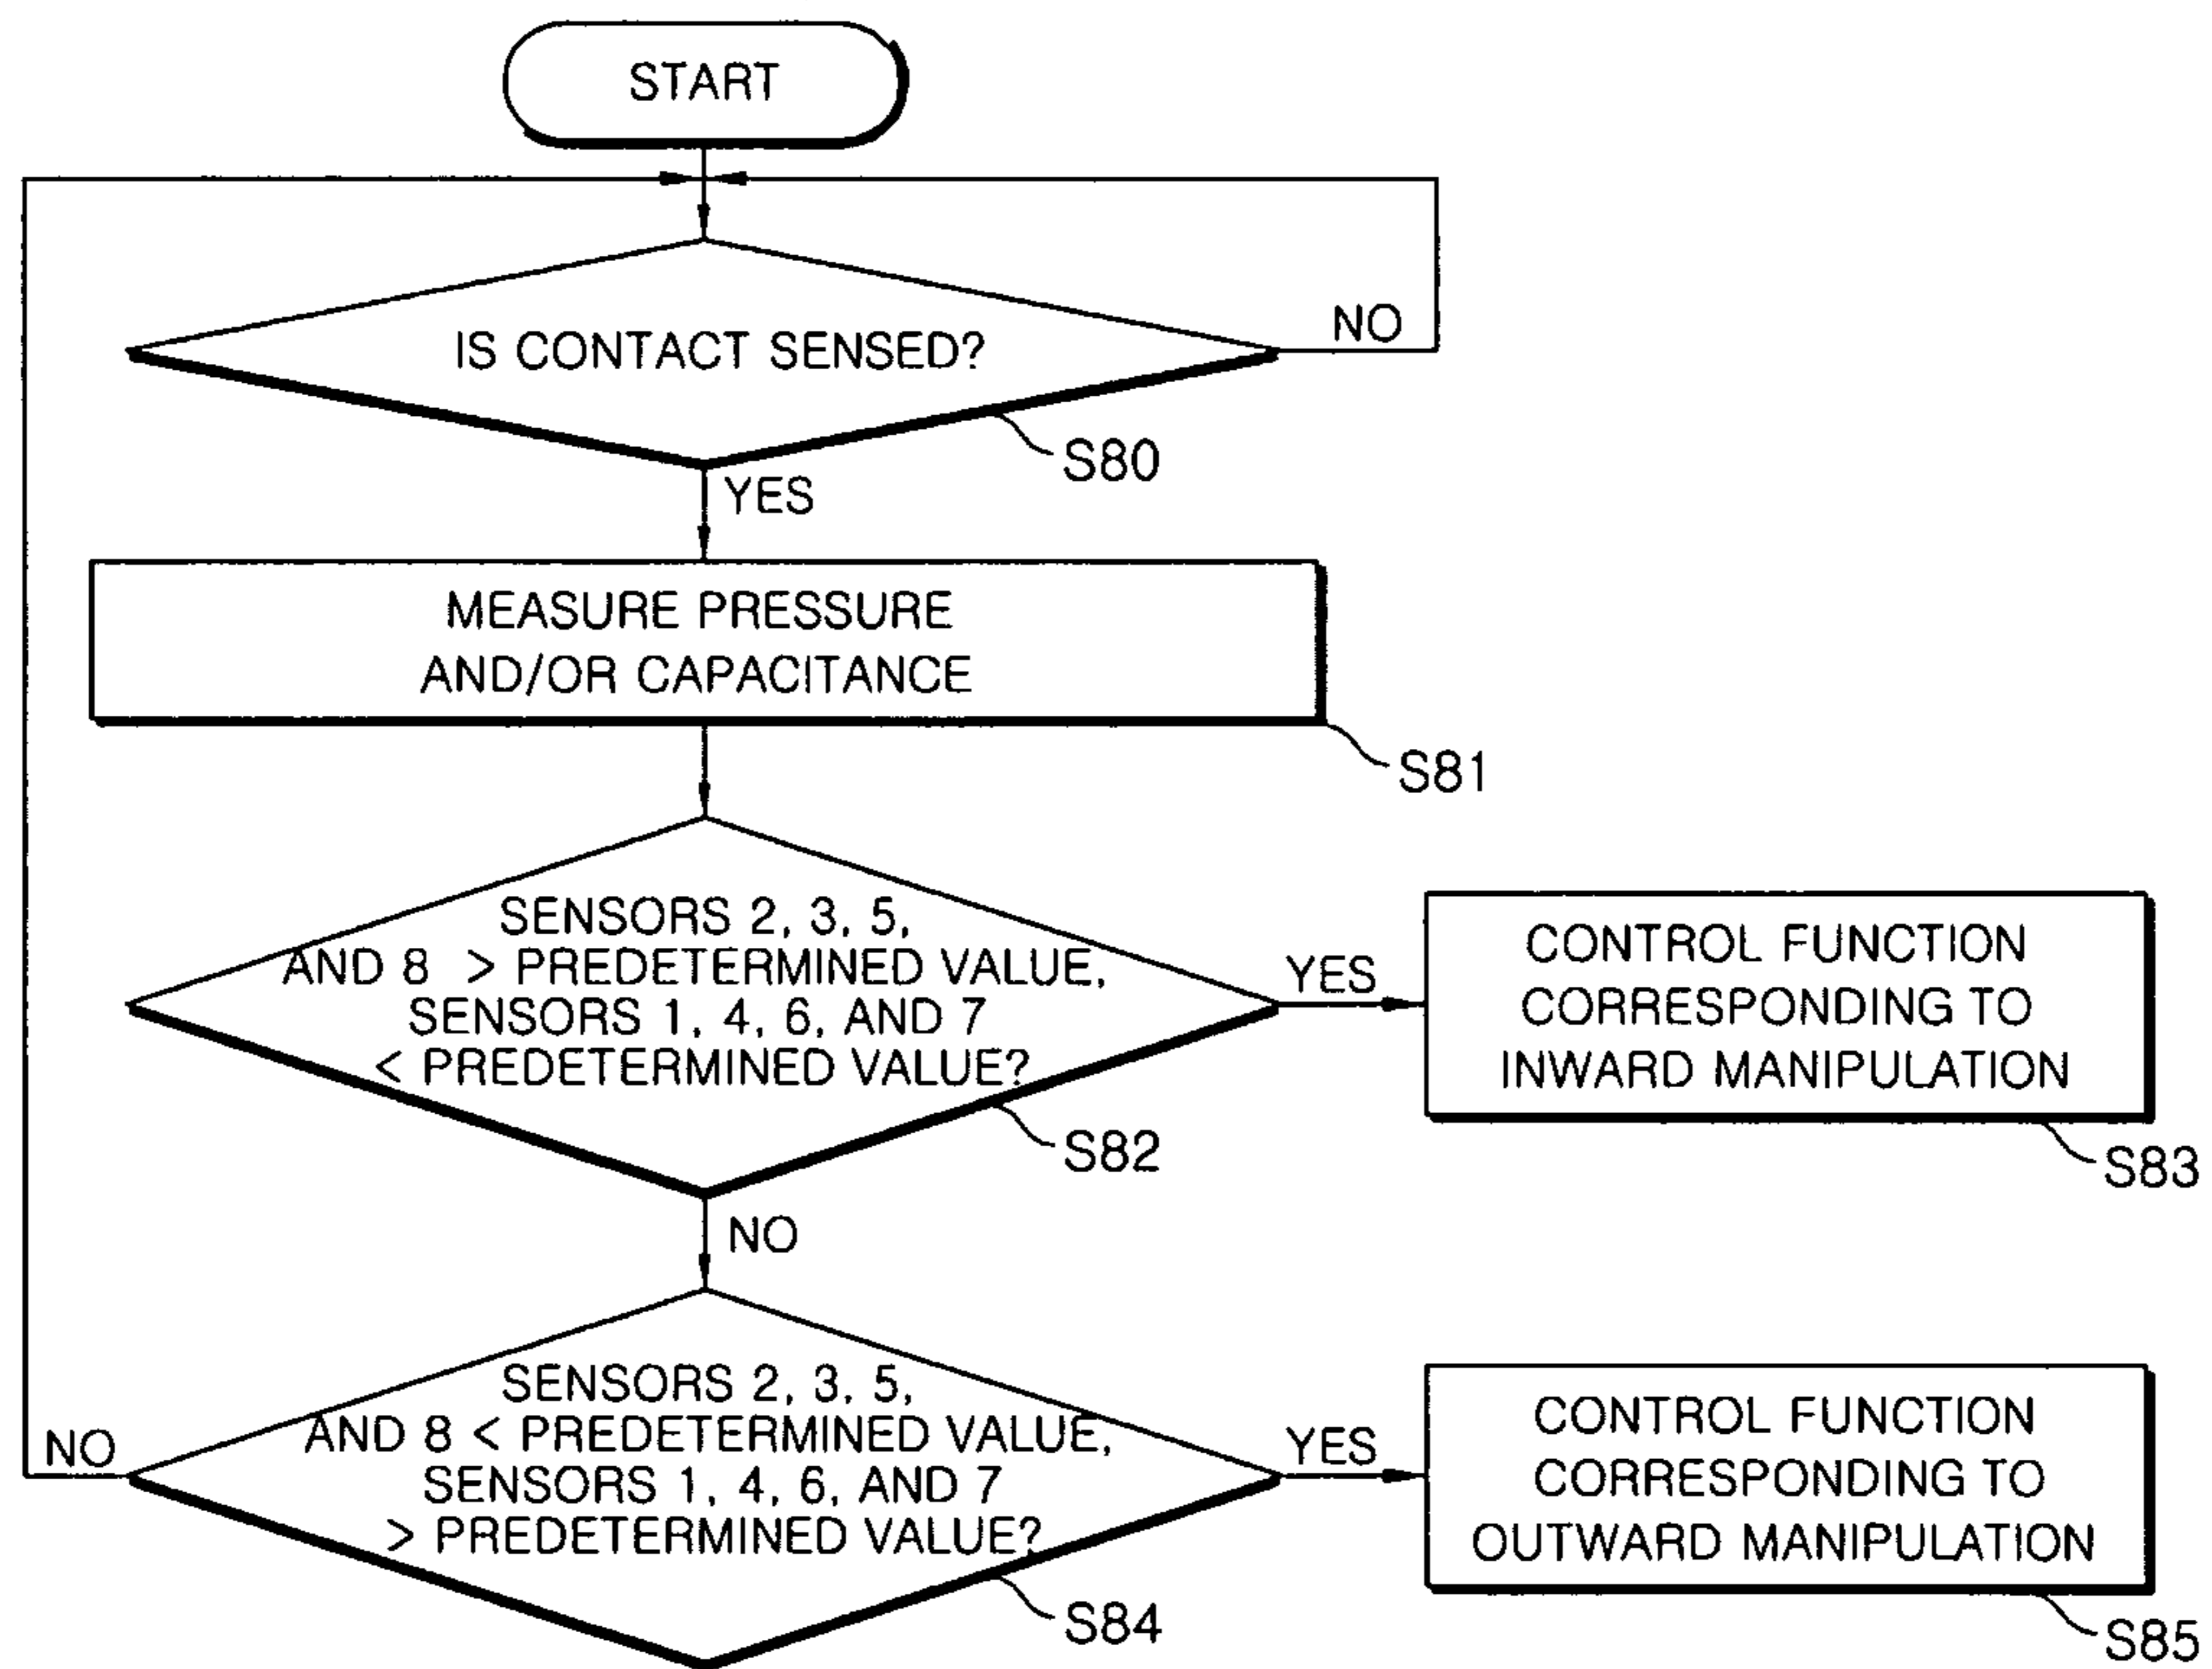 START
IS CONTACT SENSED?
NO
S80
YES
MEASURE PRESSURE
AND/OR CAPACITANCE
S81
SENSORS 2, 3, 5,
AND 8 > PREDETERMINED VALUE,
SENSORS 1, 4, 6, AND 7
< PREDETERMINED VALUE?
YES
CONTROL FUNCTION
CORRESPONDING TO
INWARD MANIPULATION
S82
S83
NO
SENSORS 2, 3, 5,
AND 8 < PREDETERMINED VALUE,
SENSORS 1, 4, 6, AND 7
> PREDETERMINED VALUE?
NO
YES
CONTROL FUNCTION
CORRESPONDING TO
OUTWARD MANIPULATION
S84
S85